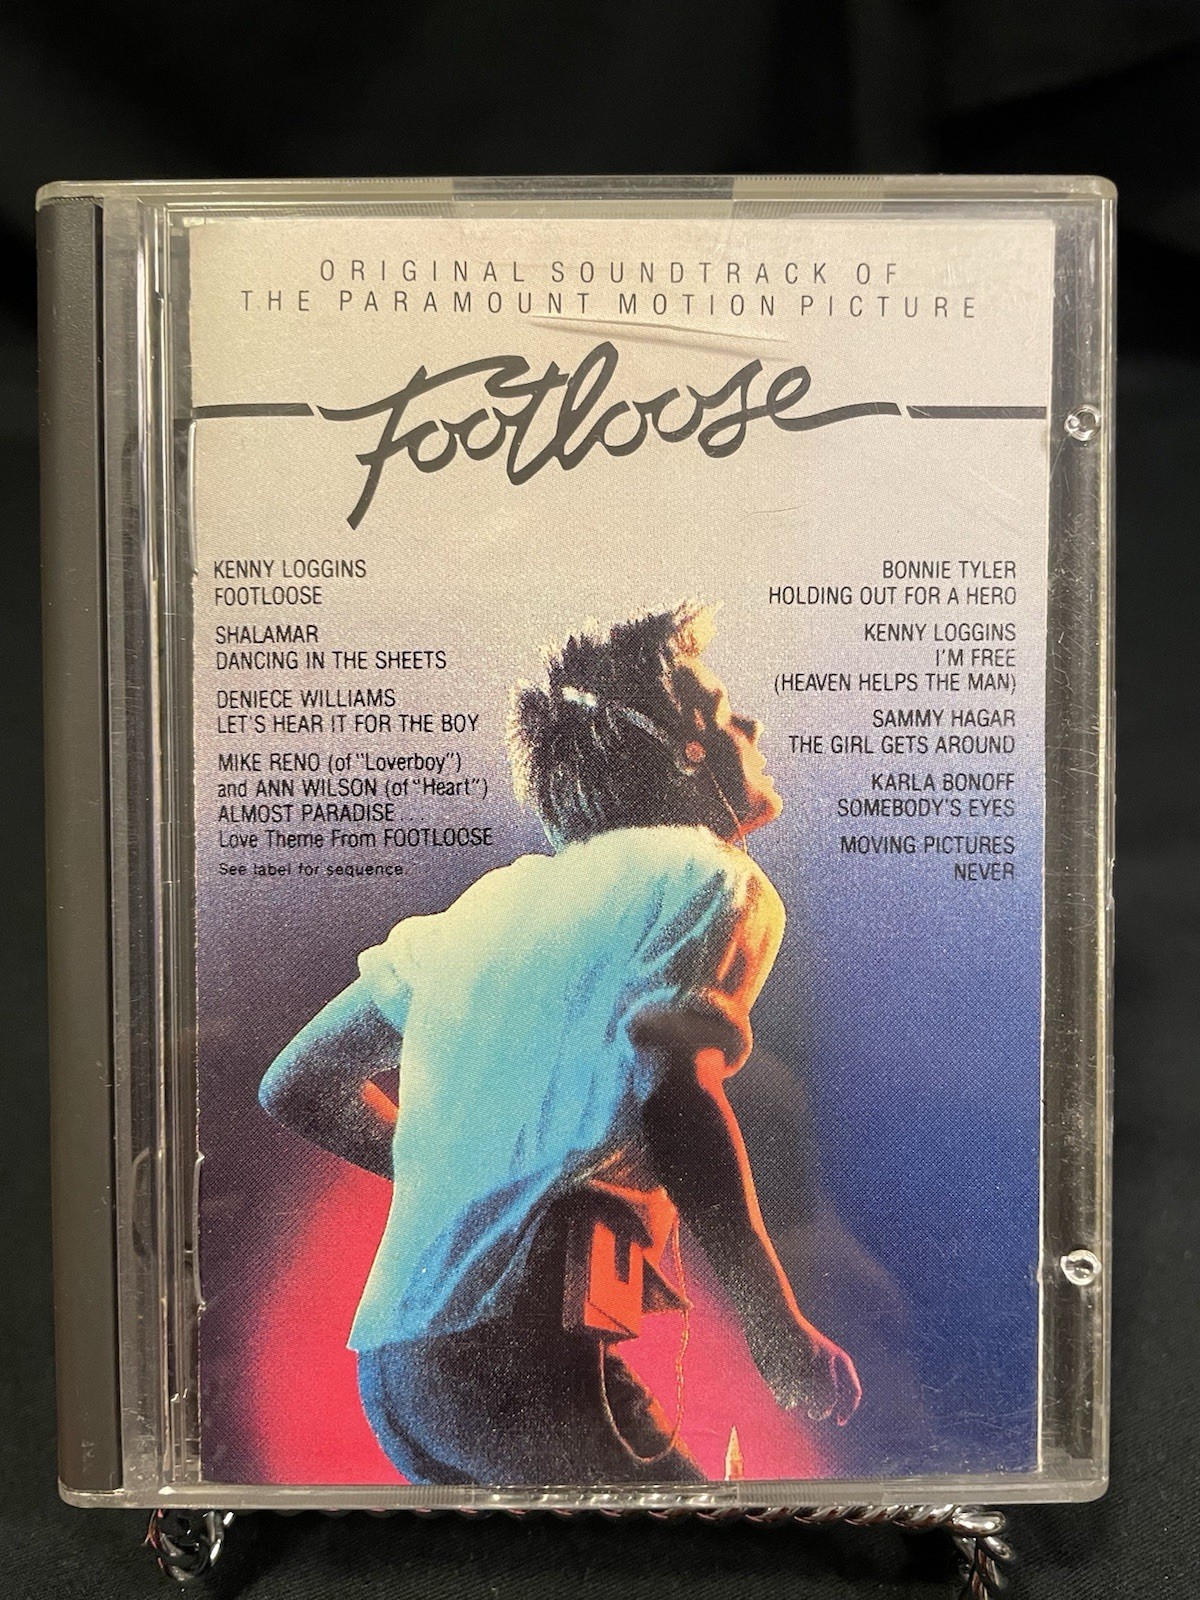 ORIGINAL SOUNDTRACK OF
THE PARAMOUNT MOTION PICTURE
Footloose
KENNY LOGGINS
FOOTLOOSE
SHALAMAR
DANCING IN THE SHEETS
DENIECE WILLIAMS
LET'S HEAR IT FOR THE BOY
MIKE RENO (of "Loverboy")
and ANN WILSON (of "Heart")
ALMOST PARADISE . . .
Love Theme From FOOTLOOSE
See label for sequence.
BONNIE TYLER
HOLDING OUT FOR A HERO
KENNY LOGGINS
I'M FREE
(HEAVEN HELPS THE MAN)
SAMMY HAGAR
THE GIRL GETS AROUND
KARLA BONOFF
SOMEBODY'S EYES
MOVING PICTURES
NEVER